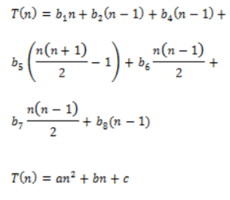 T(n) = b₁n + b₂(n − 1) + b₄(n − 1) +
b₅ (n(n + 1)/2 − 1) + b₆ n(n − 1)/2 +
b₇ n(n − 1)/2 + b₈(n − 1)
T(n) = an² + bn + c